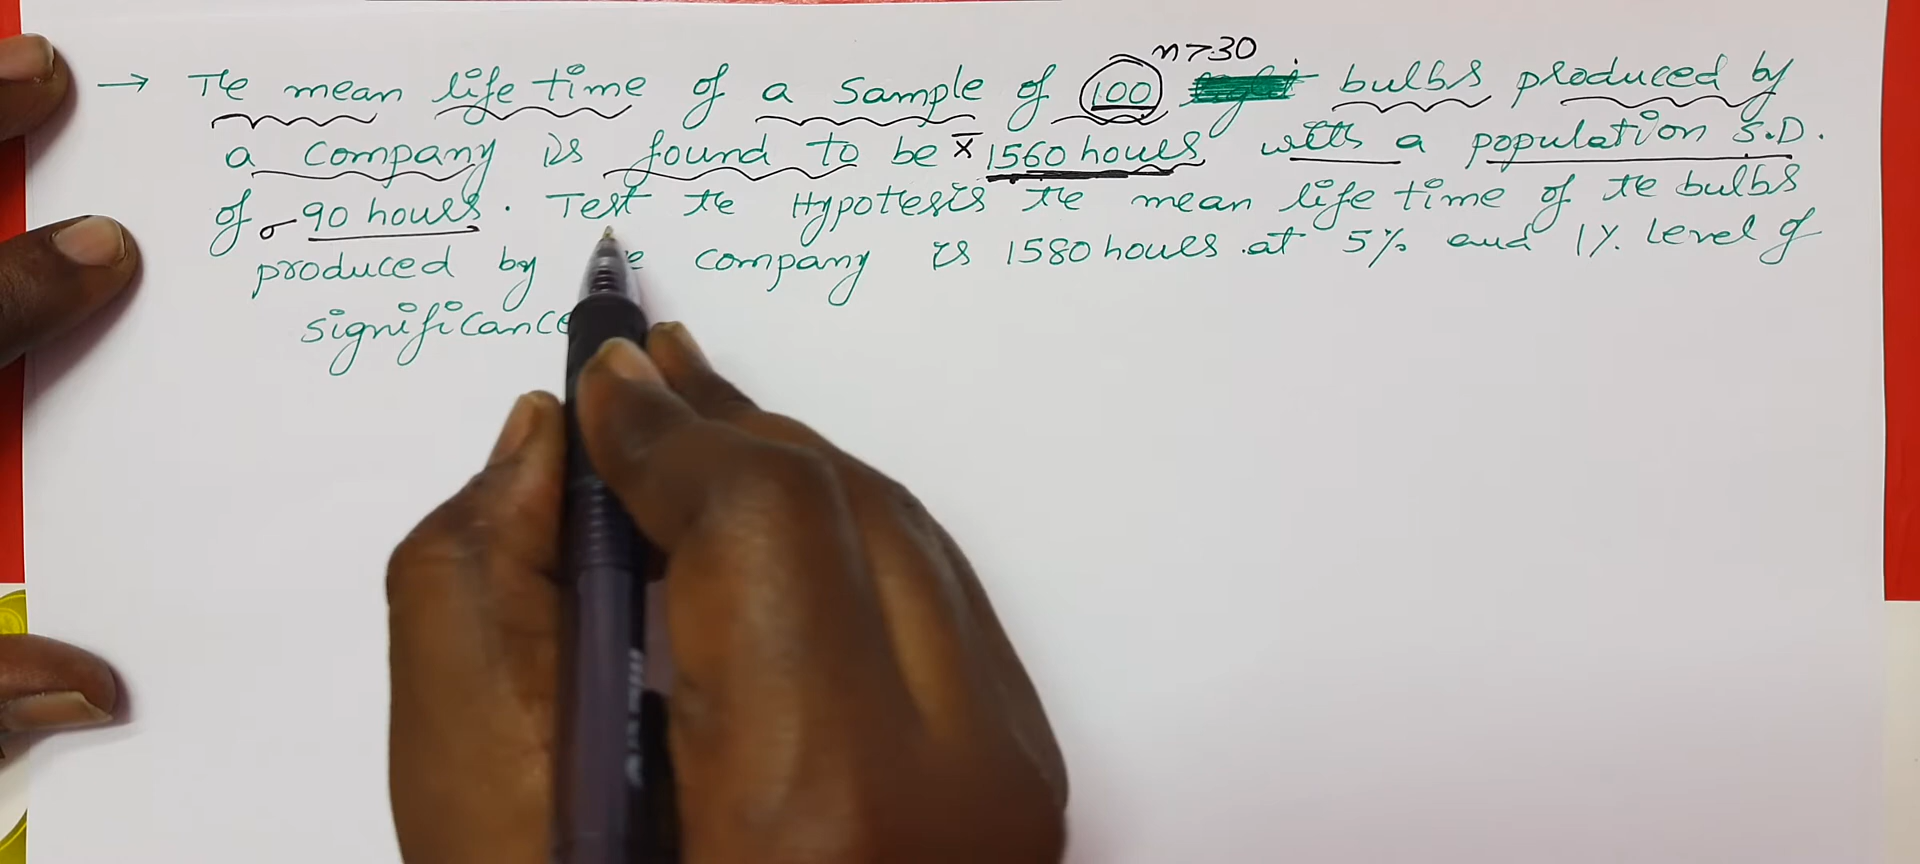 n > 30
→ The mean life time of a sample of 100 bulbs produced by
a company is found to be x̄ 1560 hours with a population S.D.
of σ 90 hours. Test the Hypothesis the mean life time of the bulbs
produced by company is 1580 hours at 5% and 1% Level of
significance